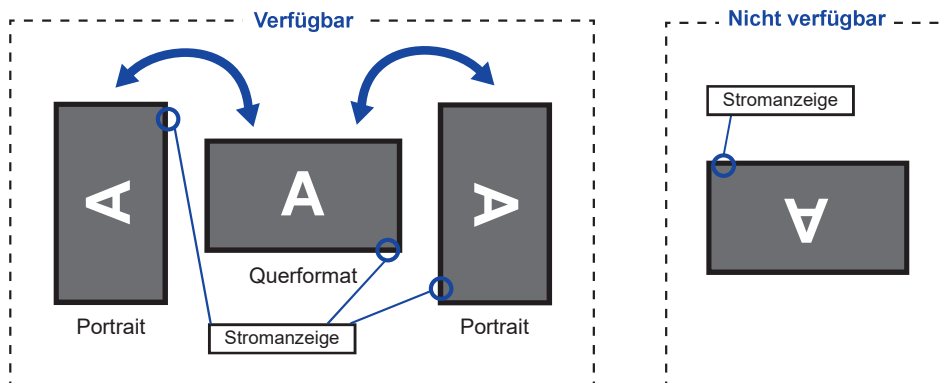 Verfügbar
Nicht verfügbar
Stromanzeige
A
A
A
A
Querformat
Portrait
Stromanzeige
Portrait